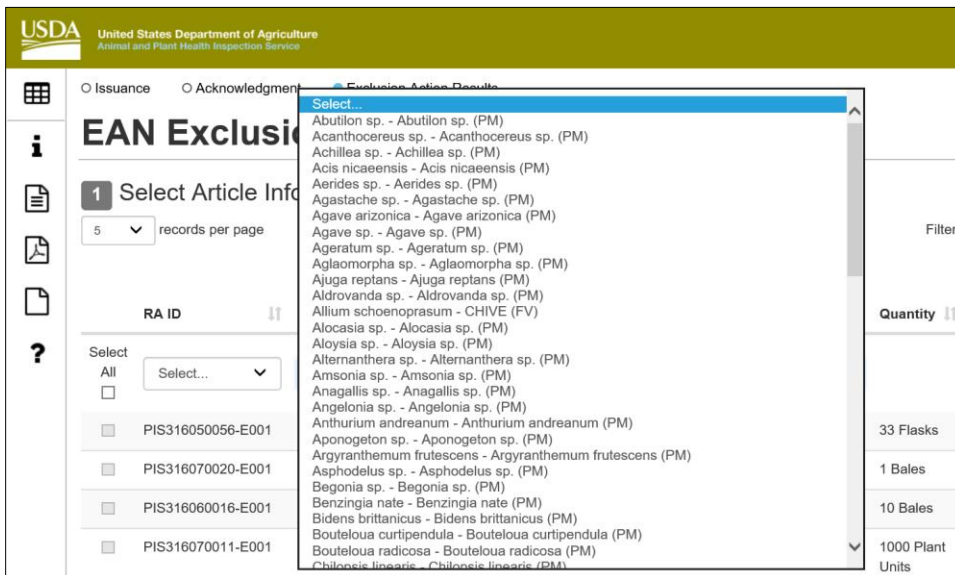 USDA
United States Department of Agriculture
Animal and Plant Health Inspection Service
Issuance Acknowledgment Exclusion Action Results
EAN Exclusi
1 Select Article Info
5 records per page
Filter
RA ID
Quantity
Select All
Select...
PIS316050056-E001 33 Flasks
PIS316070020-E001 1 Bales
PIS316060016-E001 10 Bales
PIS316070011-E001 1000 Plant
Units
Select...
Abutilon sp. - Abutilon sp. (PM)
Acanthocereus sp. - Acanthocereus sp. (PM)
Achillea sp. - Achillea sp. (PM)
Acis nicaeensis - Acis nicaeensis (PM)
Aerides sp. - Aerides sp. (PM)
Agastache sp. - Agastache sp. (PM)
Agave arizonica - Agave arizonica (PM)
Agave sp. - Agave sp. (PM)
Ageratum sp. - Ageratum sp. (PM)
Aglaomorpha sp. - Aglaomorpha sp. (PM)
Ajuga reptans - Ajuga reptans (PM)
Aldrovanda sp. - Aldrovanda sp. (PM)
Allium schoenoprasum - CHIVE (FV)
Alocasia sp. - Alocasia sp. (PM)
Aloysia sp. - Aloysia sp. (PM)
Alternanthera sp. - Alternanthera sp. (PM)
Amsonia sp. - Amsonia sp. (PM)
Anagallis sp. - Anagallis sp. (PM)
Angelonia sp. - Angelonia sp. (PM)
Anthurium andreanum - Anthurium andreanum (PM)
Aponogeton sp. - Aponogeton sp. (PM)
Argyranthemum frutescens - Argyranthemum frutescens (PM)
Asphodelus sp. - Asphodelus sp. (PM)
Begonia sp. - Begonia sp. (PM)
Benzingia nate - Benzingia nate (PM)
Bidens brittanicus - Bidens brittanicus (PM)
Bouteloua curtipendula - Bouteloua curtipendula (PM)
Bouteloua radicosa - Bouteloua radicosa (PM)
Chilopsis linearis - Chilopsis linearis (PM)